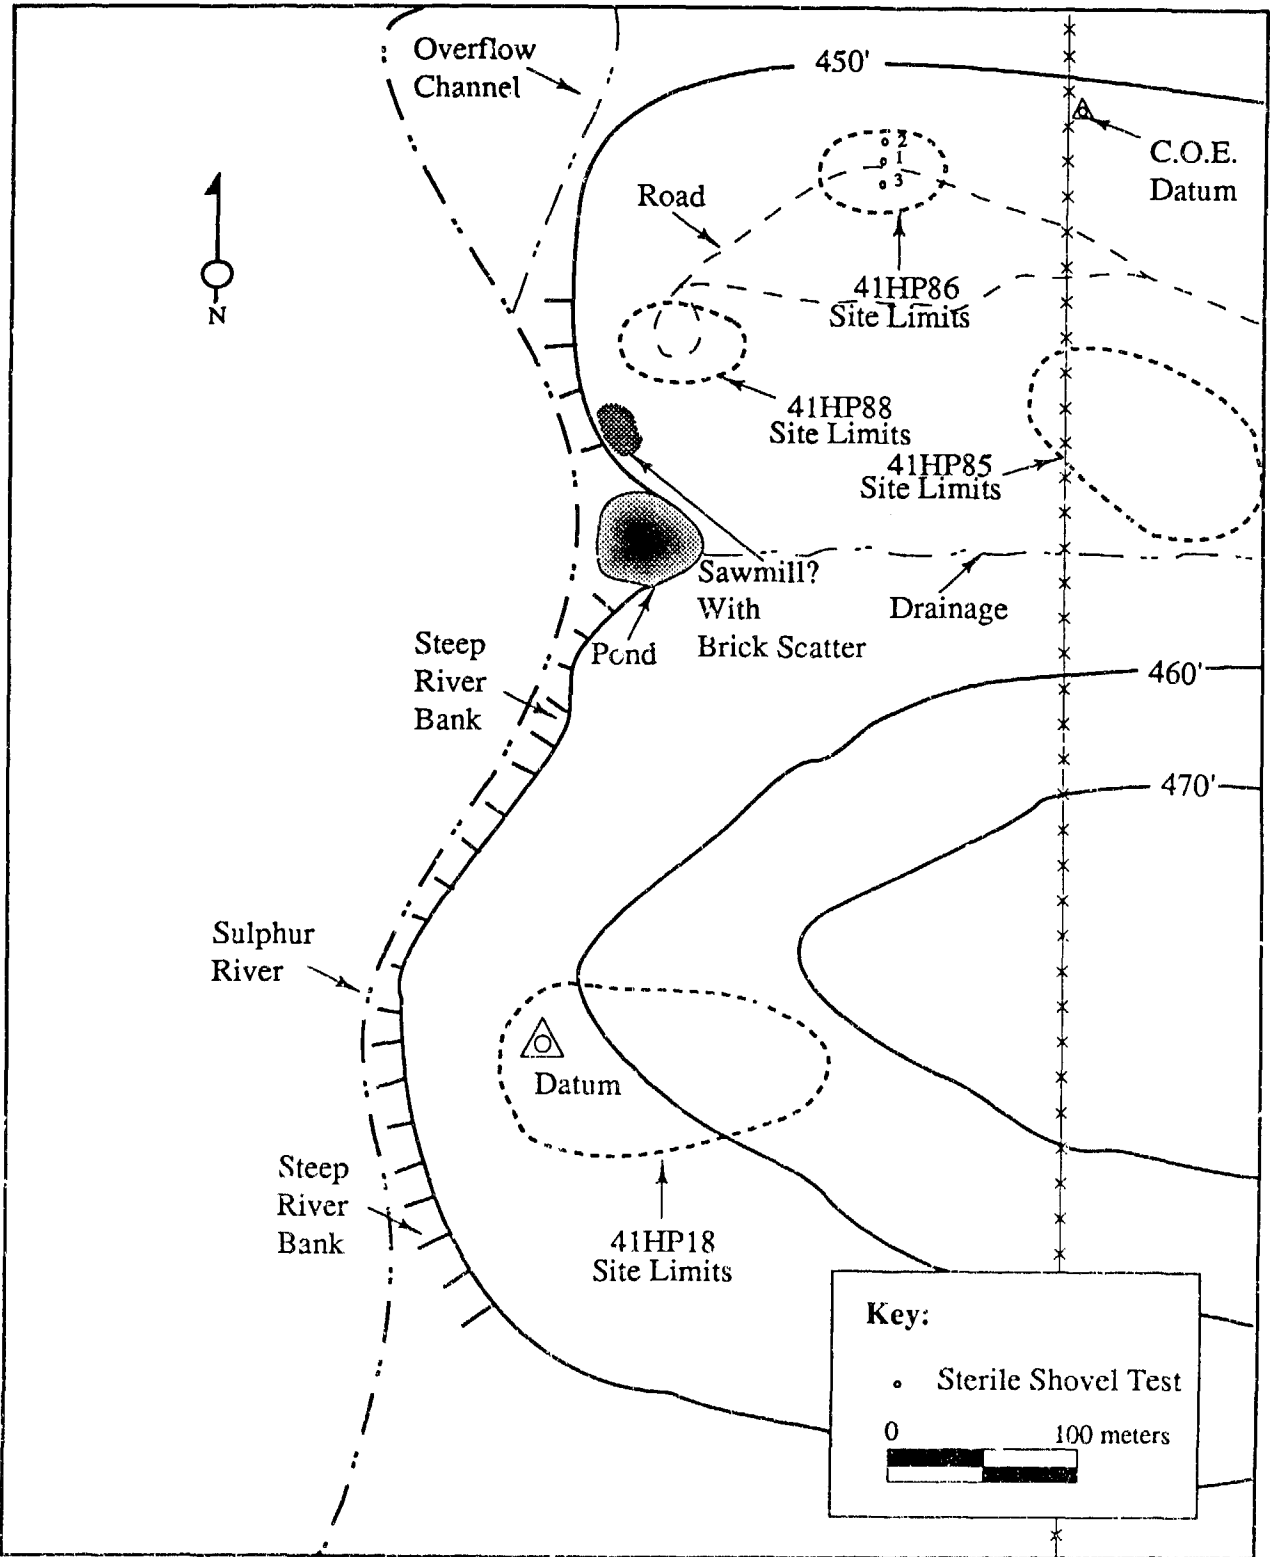 Overflow
Channel
450'
C.O.E.
Datum
2
1
3
Road
N
41HP86
Site Limits
41HP88
Site Limits
41HP85
Site Limits
Sawmill?
With
Brick Scatter
Drainage
Pond
Steep
River
Bank
460'
470'
Sulphur
River
Datum
Steep
River
Bank
41HP18
Site Limits
Key:
Sterile Shovel Test
0 100 meters